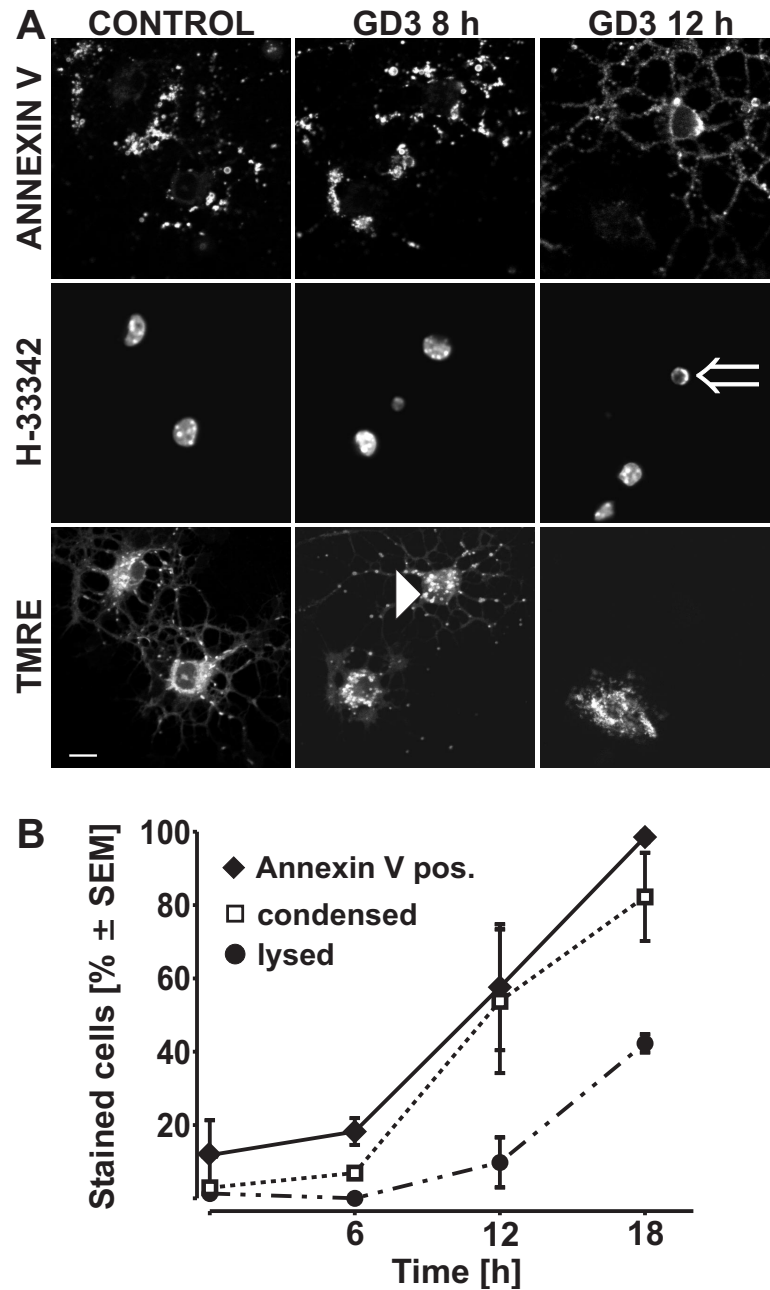 A
CONTROL GD3 8 h GD3 12 h
ANNEXIN V
H-33342
TMRE
B
Stained cells [% ± SEM]
100
80
60
40
20
Annexin V pos.
condensed
lysed
6 12 18
Time [h]